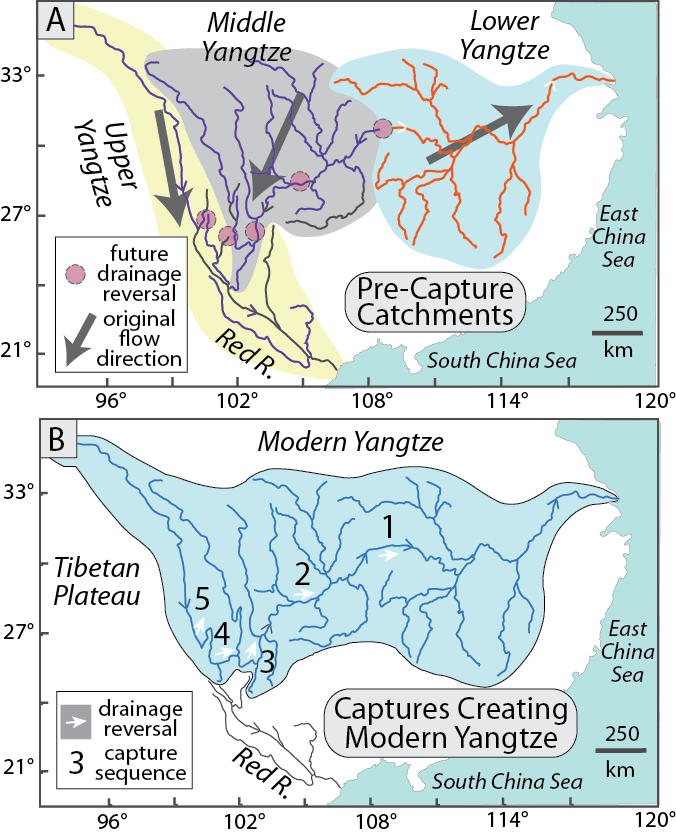 A
Middle
Yangtze
Lower
Yangtze
33°
Upper
Yangtze
27°
East
China
Sea
future
drainage
reversal
original
flow
direction
Pre-Capture
Catchments
250
km
21°
Red R.
South China Sea
96°
102°
108°
114°
120°
B
Modern Yangtze
33°
1
Tibetan
Plateau
2
5
4
27°
3
East
China
Sea
drainage
reversal
3 capture
sequence
Captures Creating
Modern Yangtze
250
km
21°
Red R.
South China Sea
96°
102°
108°
114°
120°